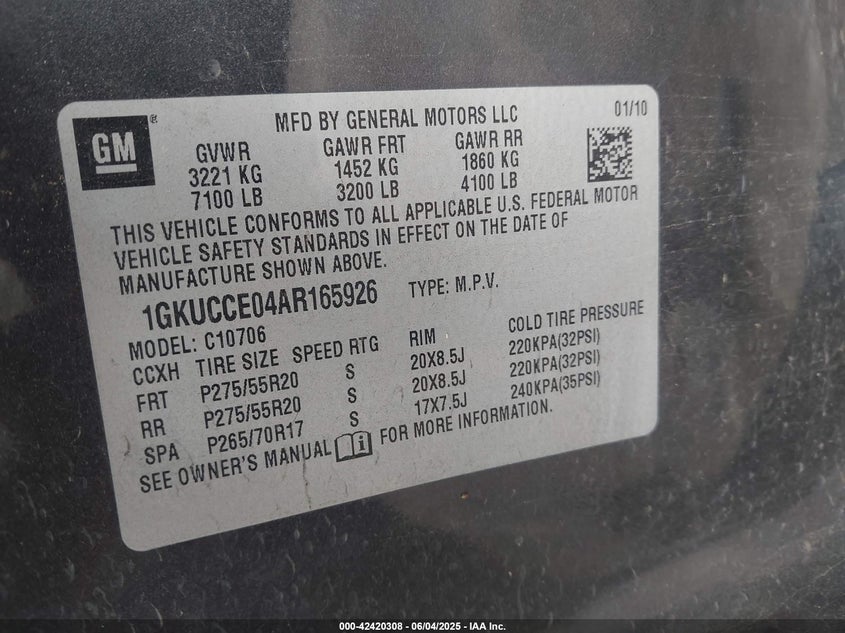 GM ®
MFD BY GENERAL MOTORS LLC 01/10
GVWR GAWR FRT GAWR RR
3221 KG 1452 KG 1860 KG
7100 LB 3200 LB 4100 LB
THIS VEHICLE CONFORMS TO ALL APPLICABLE U.S. FEDERAL MOTOR
VEHICLE SAFETY STANDARDS IN EFFECT ON THE DATE OF
MANUFACTURE SHOWN ABOVE.
1GKUCCE04AR165926 TYPE: M.P.V.
MODEL: C10706
CCXH TIRE SIZE SPEED RTG RIM COLD TIRE PRESSURE
FRT P275/55R20 S 20X8.5J 220KPA(32PSI)
RR P275/55R20 S 20X8.5J 220KPA(32PSI)
SPA P265/70R17 S 17X7.5J 240KPA(35PSI)
SEE OWNER'S MANUAL FOR MORE INFORMATION.
000-42420308 - 06/04/2025 - IAA Inc.